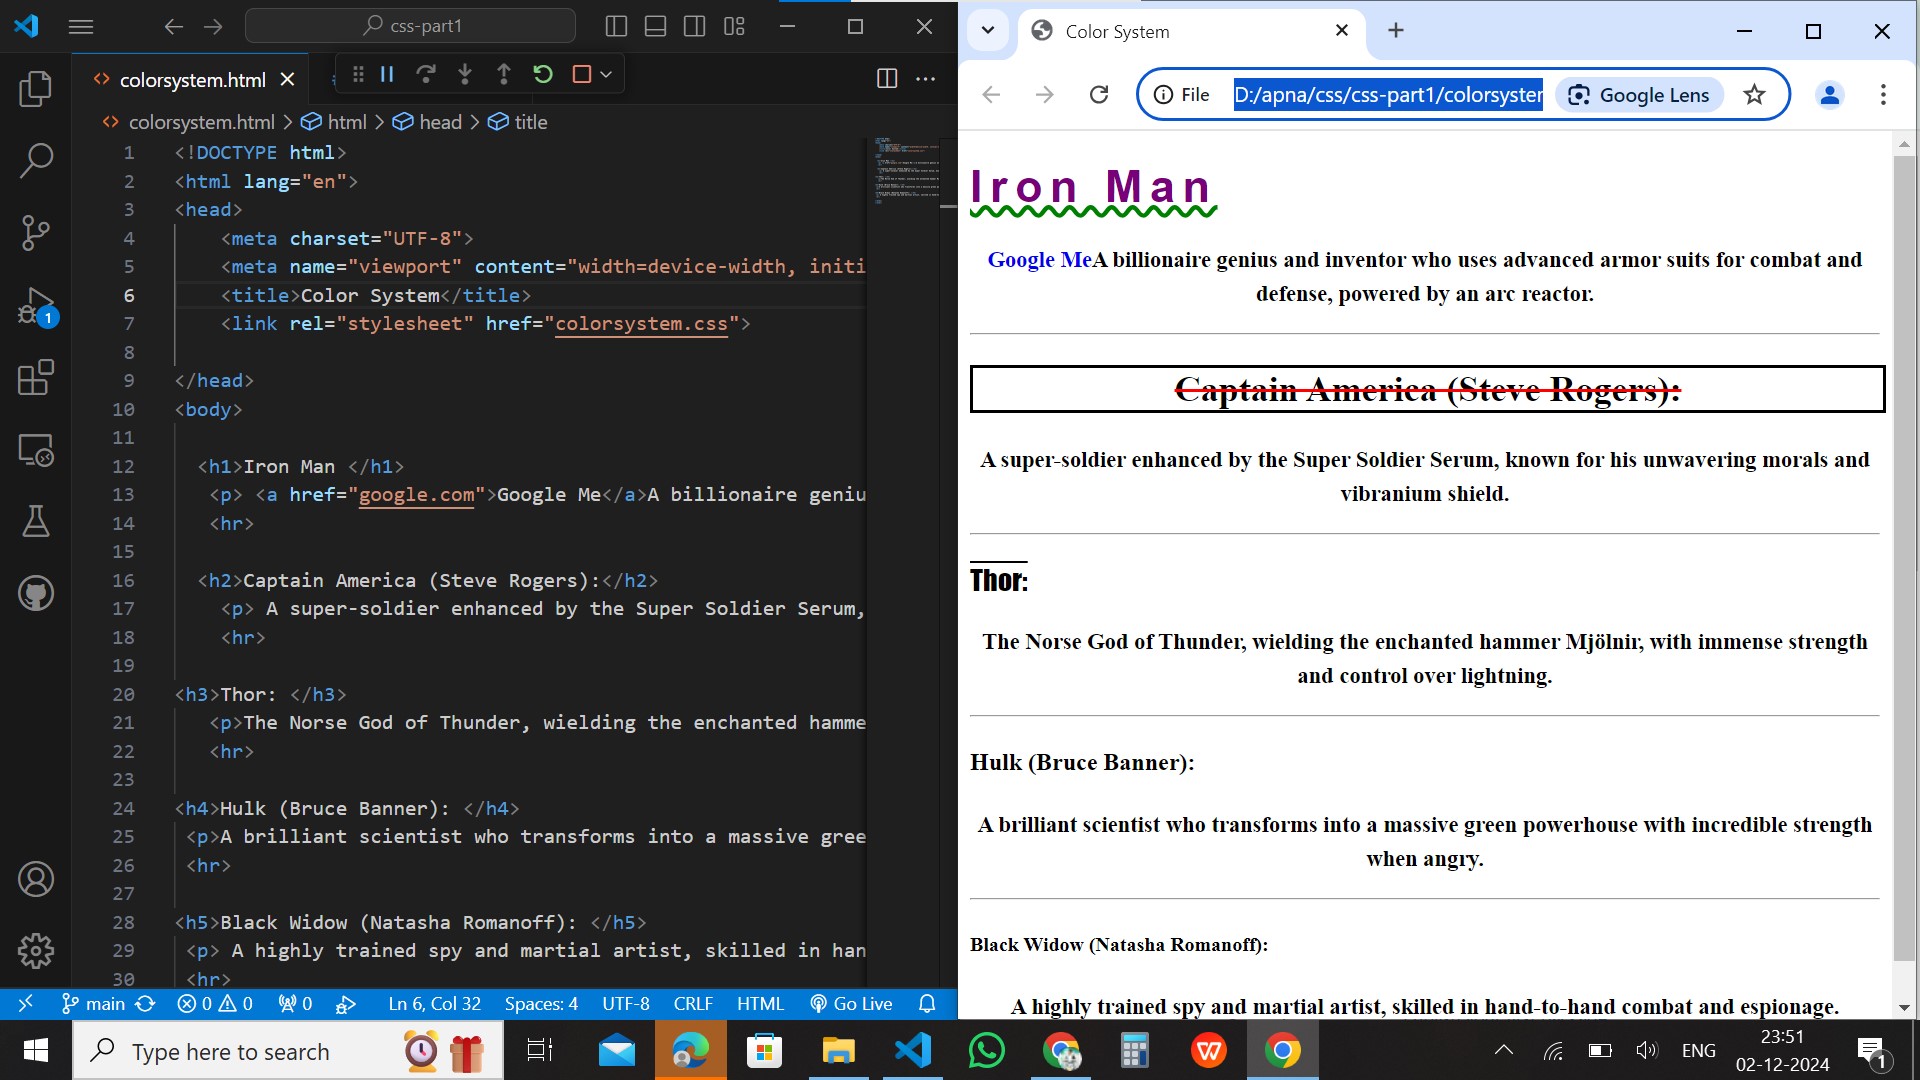 css-part1
colorsystem.html
colorsystem.html > html > head > title
1 <!DOCTYPE html>
2 <html lang="en">
3 <head>
4 <meta charset="UTF-8">
5 <meta name="viewport" content="width=device-width, initi
6 <title>Color System</title>
7 <link rel="stylesheet" href="colorsystem.css">
8
9 </head>
10 <body>
11
12 <h1>Iron Man </h1>
13 <p> <a href="google.com">Google Me</a>A billionaire geniu
14 <hr>
15
16 <h2>Captain America (Steve Rogers):</h2>
17 <p> A super-soldier enhanced by the Super Soldier Serum,
18 <hr>
19
20 <h3>Thor: </h3>
21 <p>The Norse God of Thunder, wielding the enchanted hamme
22 <hr>
23
24 <h4>Hulk (Bruce Banner): </h4>
25 <p>A brilliant scientist who transforms into a massive gree
26 <hr>
27
28 <h5>Black Widow (Natasha Romanoff): </h5>
29 <p> A highly trained spy and martial artist, skilled in han
30 <hr>
1
main 0 0 0 Ln 6, Col 32 Spaces: 4 UTF-8 CRLF HTML Go Live
Color System
File D:/apna/css/css-part1/colorsyster Google Lens
Iron Man
Google MeA billionaire genius and inventor who uses advanced armor suits for combat and
defense, powered by an arc reactor.
Captain America (Steve Rogers):
A super-soldier enhanced by the Super Soldier Serum, known for his unwavering morals and
vibranium shield.
Thor:
The Norse God of Thunder, wielding the enchanted hammer Mjölnir, with immense strength
and control over lightning.
Hulk (Bruce Banner):
A brilliant scientist who transforms into a massive green powerhouse with incredible strength
when angry.
Black Widow (Natasha Romanoff):
A highly trained spy and martial artist, skilled in hand-to-hand combat and espionage.
Type here to search
W
ENG
23:51
02-12-2024
1